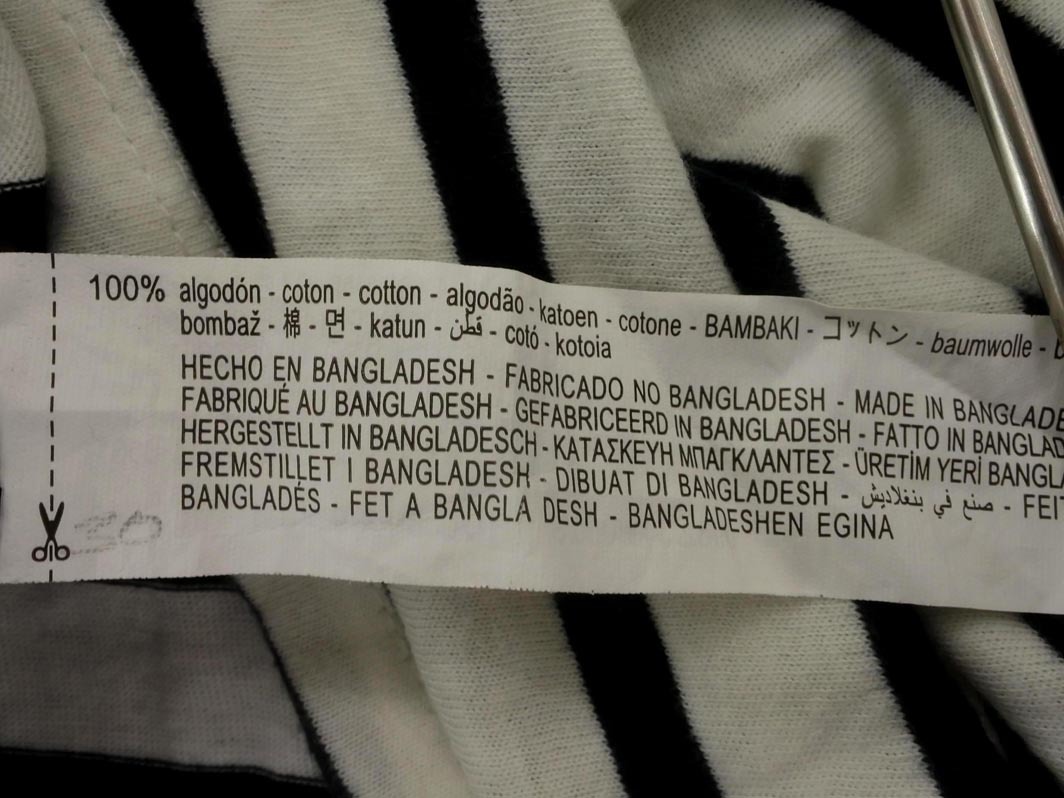 100% algodón - coton - cotton - algodão - katoen - cotone - BAMBAKI - コットン - baumwolle -
bombaž - 棉 - 면 - katun - قطن - cotó - kotoia
HECHO EN BANGLADESH - FABRICADO NO BANGLADESH - MADE IN BANGLADE
FABRIQUÉ AU BANGLADESH - GEFABRICEERD IN BANGLADESH - FATTO IN BANGLAD
HERGESTELLT IN BANGLADESCH - ΚΑΤΑΣΚΕΥΗ ΜΠΑΓΚΛΑΝΤΕΣ - ÜRETİM YERİ BANGL
FREMSTILLET I BANGLADESH - DIBUAT DI BANGLADESH - صنع في بنغلاديش - FEI
BANGLADÉS - FET A BANGLA DESH - BANGLADESHEN EGINA